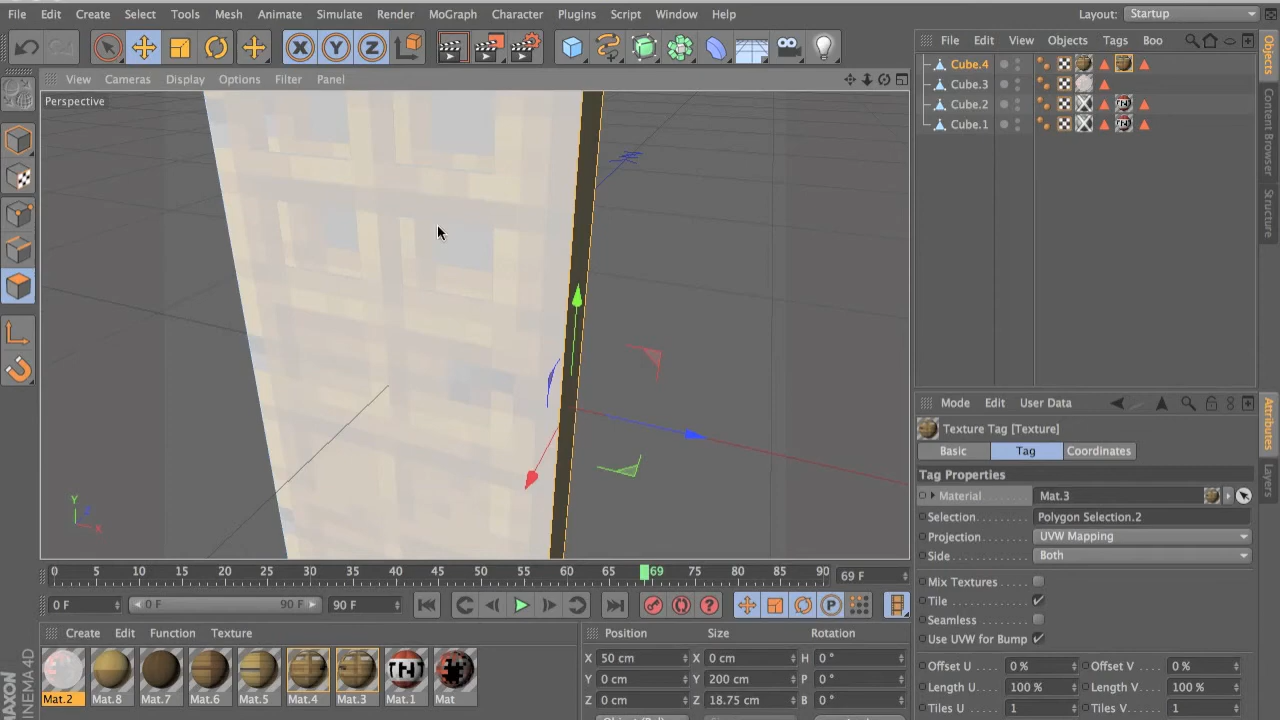 File Edit Create Select Tools Mesh Animate Simulate Render MoGraph Character Plugins Script Window Help Layout: Startup
File Edit View Objects Tags Boo
View Cameras Display Options Filter Panel
Perspective
Cube.4
Cube.3
Cube.2
Cube.1
Objects
Content Browser
Structure
Mode Edit User Data
Texture Tag [Texture]
Basic Tag Coordinates
Tag Properties
Material Mat.3
Selection Polygon Selection.2
Projection UVW Mapping
Side Both
Mix Textures
Tile
Seamless
Use UVW for Bump
Offset U 0 % Offset V 0 %
Length U 100 % Length V 100 %
Tiles U 1 Tiles V 1
Attributes
Layers
Y
Z
X
0 5 10 15 20 25 30 35 40 45 50 55 60 65 69 75 80 85 90 69 F
0 F 0 F 90 F 90 F
Create Edit Function Texture
Mat.2 Mat.8 Mat.7 Mat.6 Mat.5 Mat.4 Mat.3 Mat.1 Mat
Position Size Rotation
X 50 cm X 0 cm H 0 °
Y 0 cm Y 200 cm P 0 °
Z 0 cm Z 18.75 cm B 0 °
MAXON
CINEMA 4D